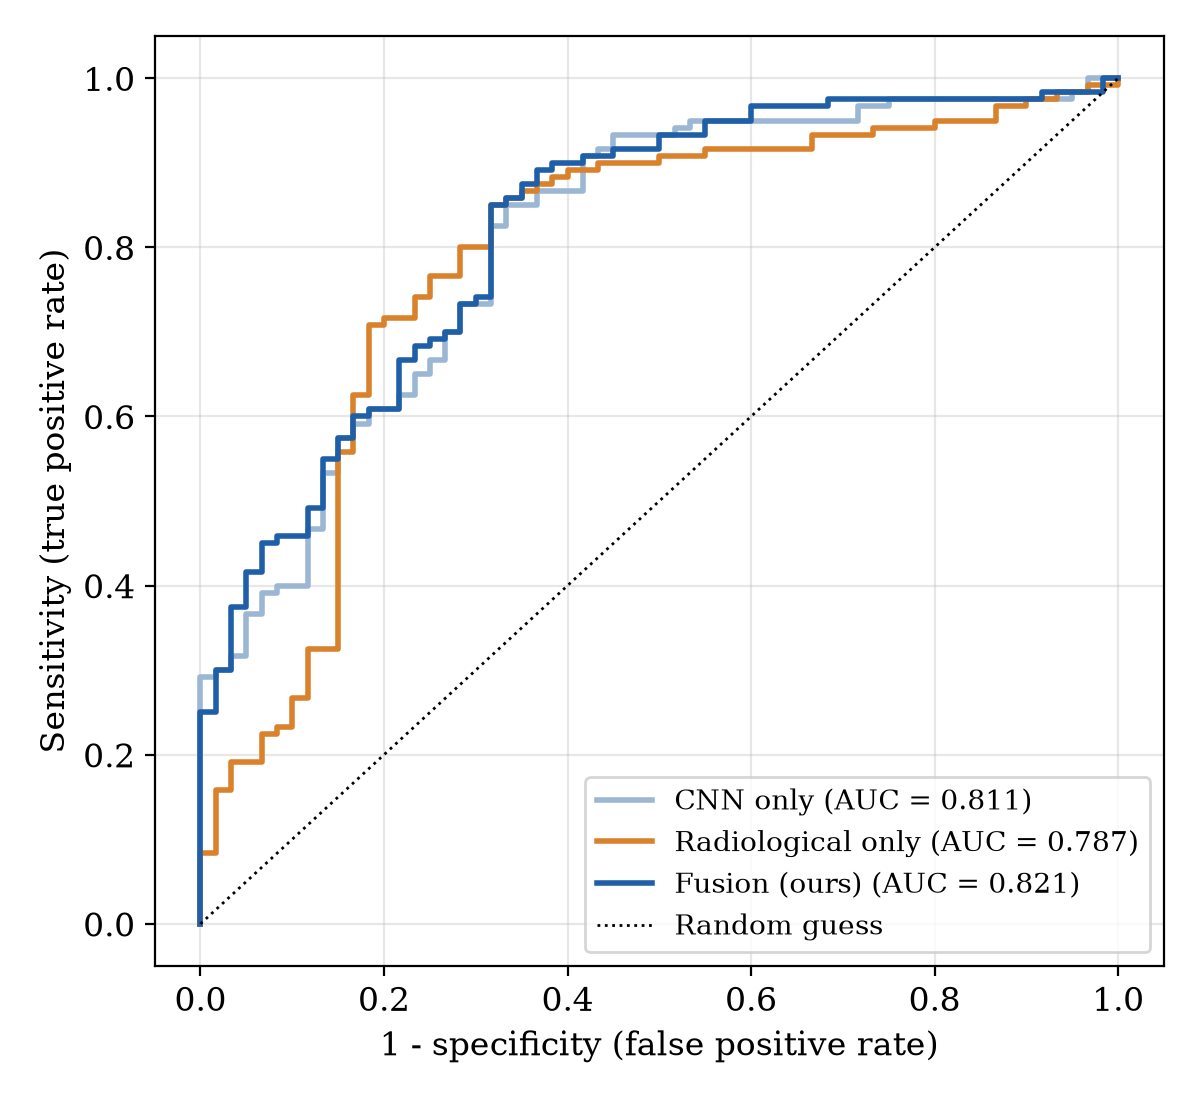 1.0
0.8
0.6
0.4
0.2
0.0
Sensitivity (true positive rate)
CNN only (AUC = 0.811)
Radiological only (AUC = 0.787)
Fusion (ours) (AUC = 0.821)
Random guess
0.0 0.2 0.4 0.6 0.8 1.0
1 - specificity (false positive rate)